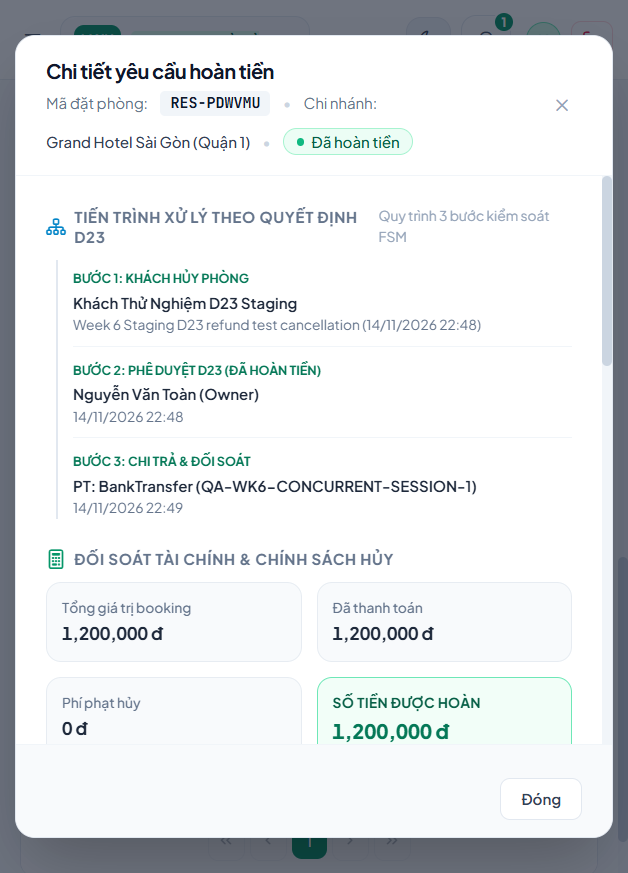 1
Chi tiết yêu cầu hoàn tiền
Mã đặt phòng: RES-PDWVMU • Chi nhánh:
Grand Hotel Sài Gòn (Quận 1) • Đã hoàn tiền
TIẾN TRÌNH XỬ LÝ THEO QUYẾT ĐỊNH
D23
Quy trình 3 bước kiểm soát
FSM
BƯỚC 1: KHÁCH HỦY PHÒNG
Khách Thử Nghiệm D23 Staging
Week 6 Staging D23 refund test cancellation (14/11/2026 22:48)
BƯỚC 2: PHÊ DUYỆT D23 (ĐÃ HOÀN TIỀN)
Nguyễn Văn Toàn (Owner)
14/11/2026 22:48
BƯỚC 3: CHI TRẢ & ĐỐI SOÁT
PT: BankTransfer (QA-WK6-CONCURRENT-SESSION-1)
14/11/2026 22:49
ĐỐI SOÁT TÀI CHÍNH & CHÍNH SÁCH HỦY
Tổng giá trị booking
1,200,000 đ
Đã thanh toán
1,200,000 đ
Phí phạt hủy
0 đ
SỐ TIỀN ĐƯỢC HOÀN
1,200,000 đ
Đóng